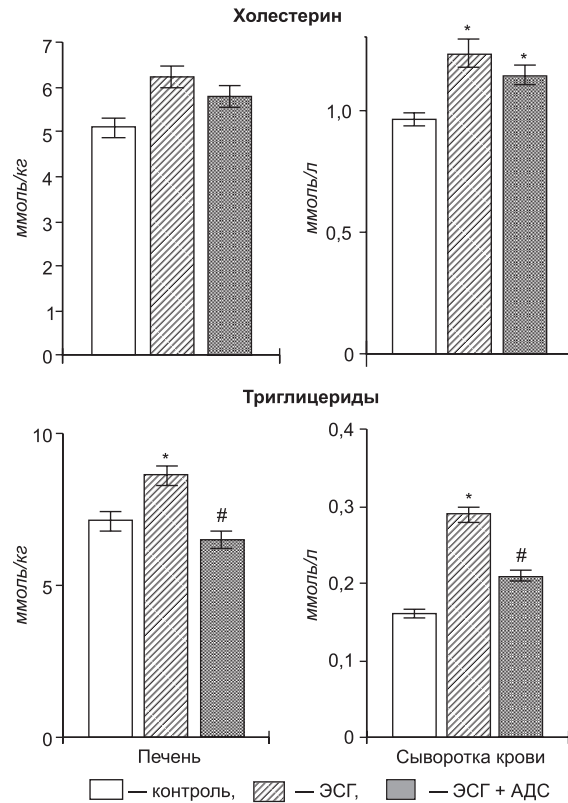 Холестерин
ммоль/кг
7
6
5
4
3
2
1
0
ммоль/л
1,0
0,5
0
*
*
Триглицериды
ммоль/кг
10
5
0
*
#
ммоль/л
0,4
0,3
0,2
0,1
0
*
#
Печень
Сыворотка крови
— контроль, — ЭСГ, — ЭСГ + АДС